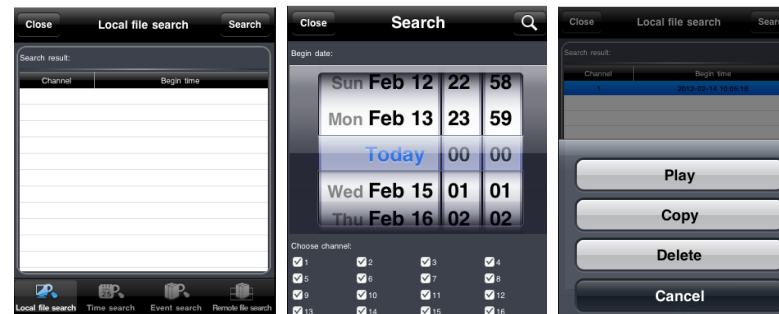 Close Local file search Search
Search result:
Channel Begin time
Local file search Time search Event search Remote file search
Close Search
Begin date:
Sun Feb 12 22 58
Mon Feb 13 23 59
Today 00 00
Wed Feb 15 01 01
Thu Feb 16 02 02
Choose channel:
1 2 3 4
5 6 7 8
9 10 11 12
13 14 15 16
Close Local file search Sear
Search result:
Channel Begin time
1 2012-02-14 10:05:16
Play
Copy
Delete
Cancel